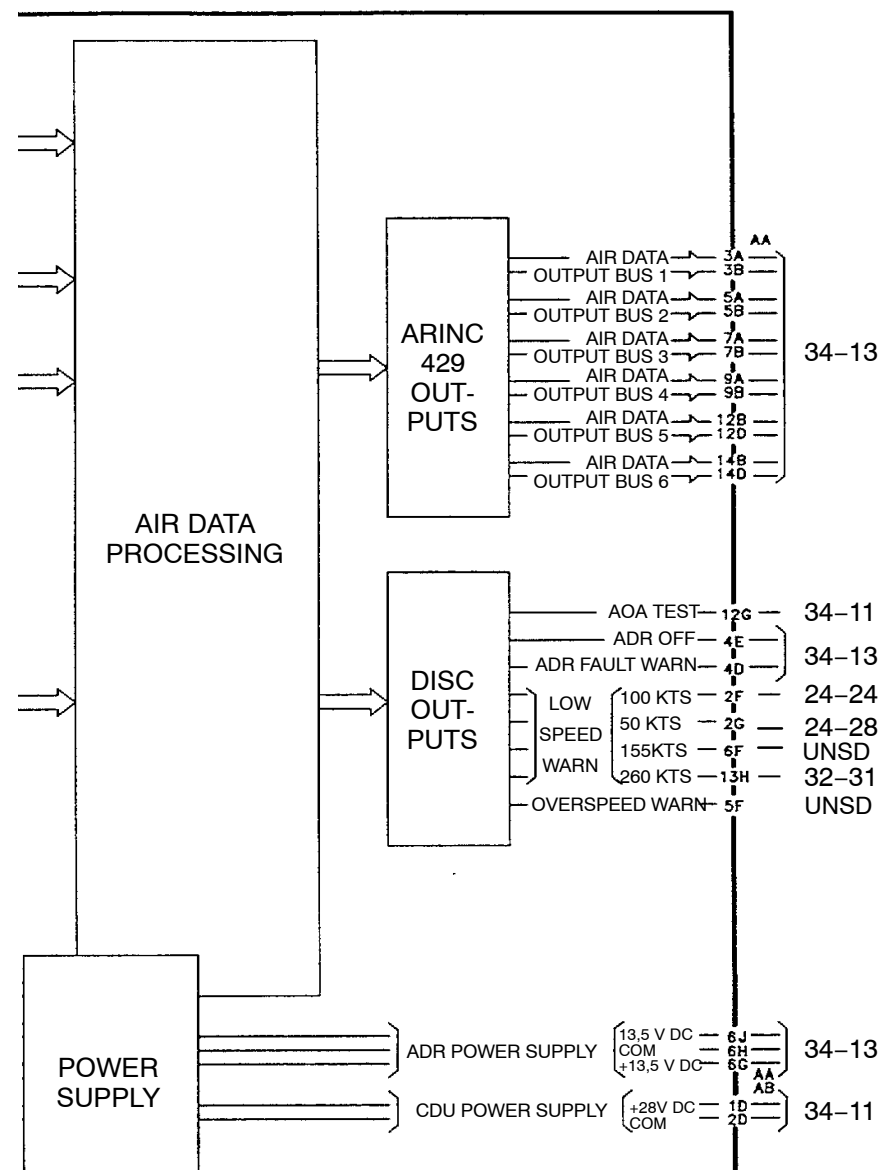 AA
AIR DATA 3A
OUTPUT BUS 1 3B
AIR DATA 5A
OUTPUT BUS 2 5B
AIR DATA 7A
OUTPUT BUS 3 7B
AIR DATA 9A
OUTPUT BUS 4 9B
AIR DATA 12B
OUTPUT BUS 5 12D
AIR DATA 14B
OUTPUT BUS 6 14D
34-13
ARINC
429
OUT-
PUTS
AIR DATA
PROCESSING
DISC
OUT-
PUTS
AOA TEST 12G 34-11
ADR OFF 4E
ADR FAULT WARN 4D
34-13
LOW
SPEED
WARN
100 KTS 2F 24-24
50 KTS 2G 24-28
155KTS 6F UNSD
260 KTS 13H 32-31
OVERSPEED WARN 5F UNSD
POWER
SUPPLY
ADR POWER SUPPLY
13,5 V DC 6J
COM 6H
+13,5 V DC 6G
34-13
AA
AB
CDU POWER SUPPLY
+28V DC 1D
COM 2D
34-11